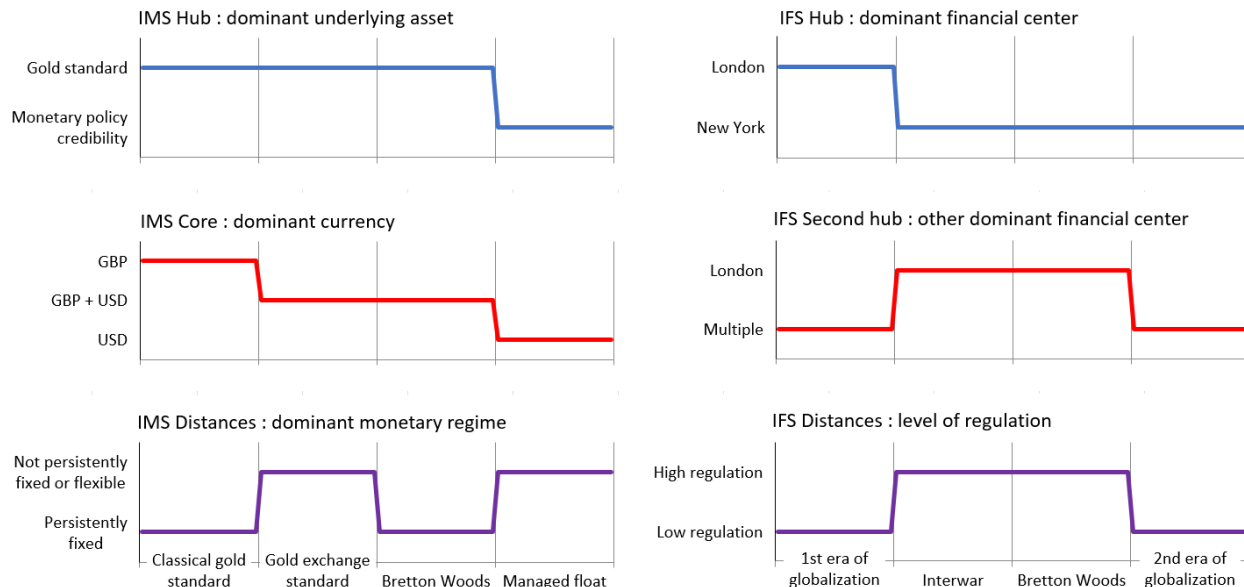 IMS Hub : dominant underlying asset
Gold standard
Monetary policy
credibility
IMS Core : dominant currency
GBP
GBP + USD
USD
IMS Distances : dominant monetary regime
Not persistently
fixed or flexible
Persistently
fixed
Classical gold
standard
Gold exchange
standard
Bretton Woods
Managed float
IFS Hub : dominant financial center
London
New York
IFS Second hub : other dominant financial center
London
Multiple
IFS Distances : level of regulation
High regulation
Low regulation
1st era of
globalization
Interwar
Bretton Woods
2nd era of
globalization